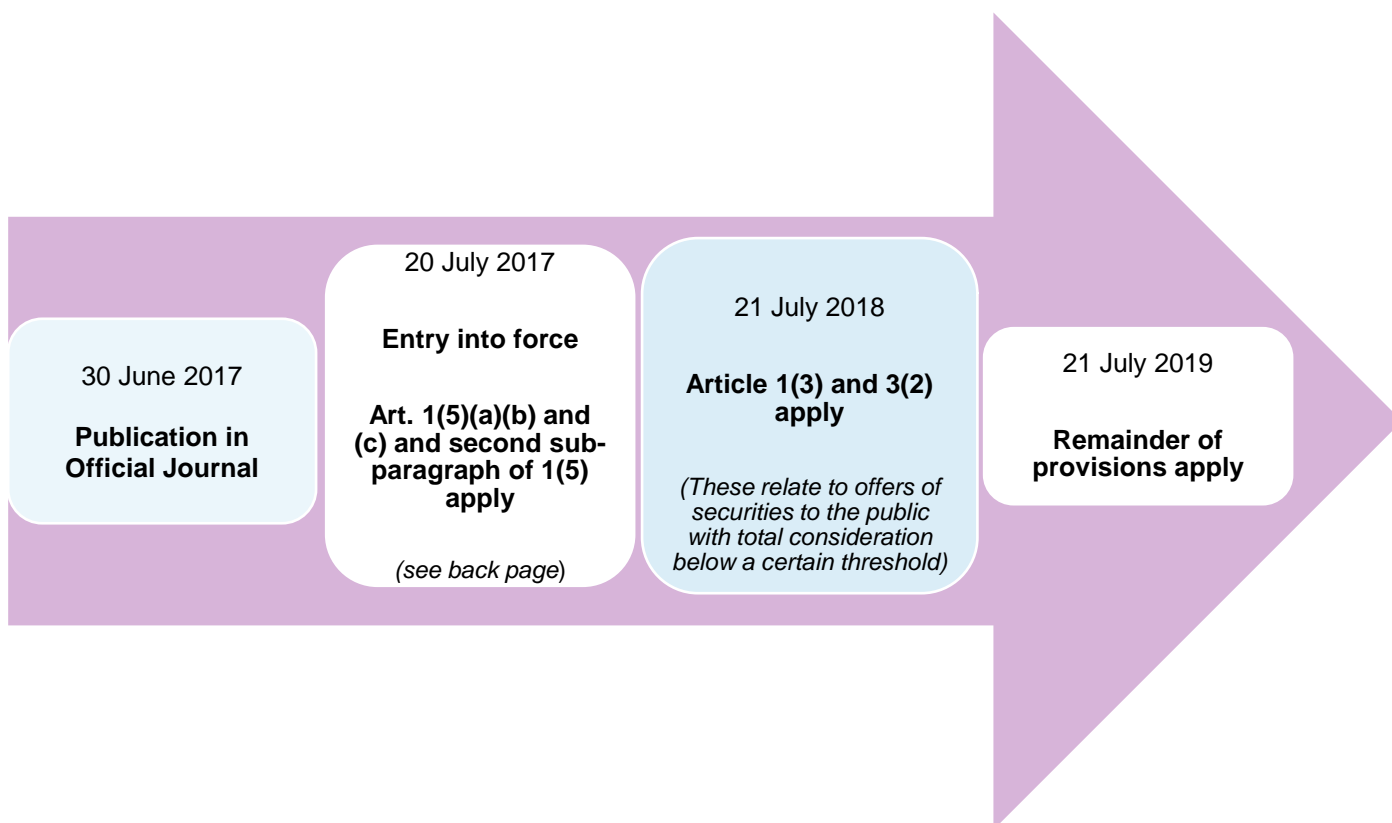 30 June 2017
Publication in
Official Journal
20 July 2017
Entry into force
Art. 1(5)(a)(b) and
(c) and second sub-
paragraph of 1(5)
apply
(see back page)
21 July 2018
Article 1(3) and 3(2)
apply
(These relate to offers of
securities to the public
with total consideration
below a certain threshold)
21 July 2019
Remainder of
provisions apply